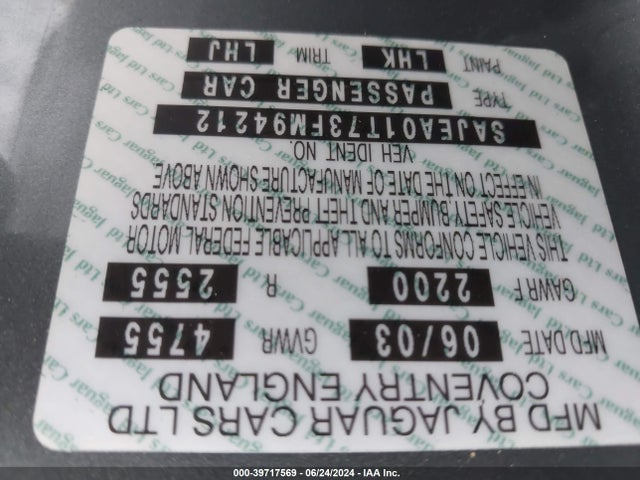 MFD BY JAGUAR CARS LTD
COVENTRY ENGLAND
MFD.DATE 06/03 GVWR 4755
GAWR F 2200 R 2555
THIS VEHICLE CONFORMS TO ALL APPLICABLE FEDERAL MOTOR
VEHICLE SAFETY, BUMPER AND THEFT PREVENTION STANDARDS
IN EFFECT ON THE DATE OF MANUFACTURE SHOWN ABOVE
VEH IDENT NO.
SAJEA01T73FM94212
TYPE PASSENGER CAR
PAINT LHK TRIM LHJ
000-39717569 - 06/24/2024 - IAA Inc.